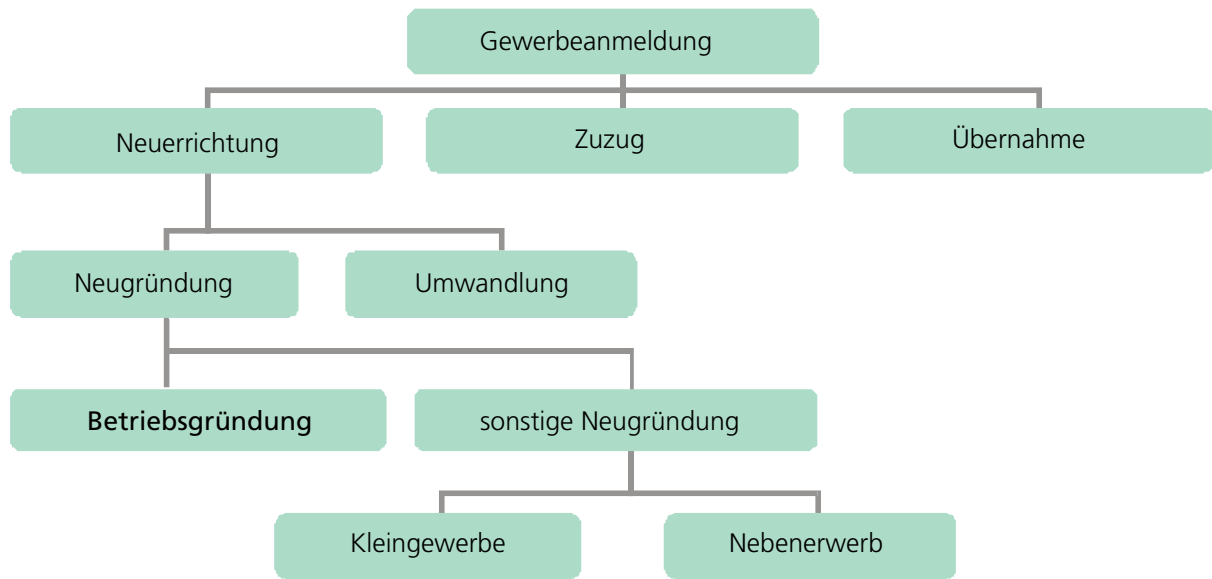 Gewerbeanmeldung
Neuerrichtung
Zuzug
Übernahme
Neugründung
Umwandlung
Betriebsgründung
sonstige Neugründung
Kleingewerbe
Nebenerwerb